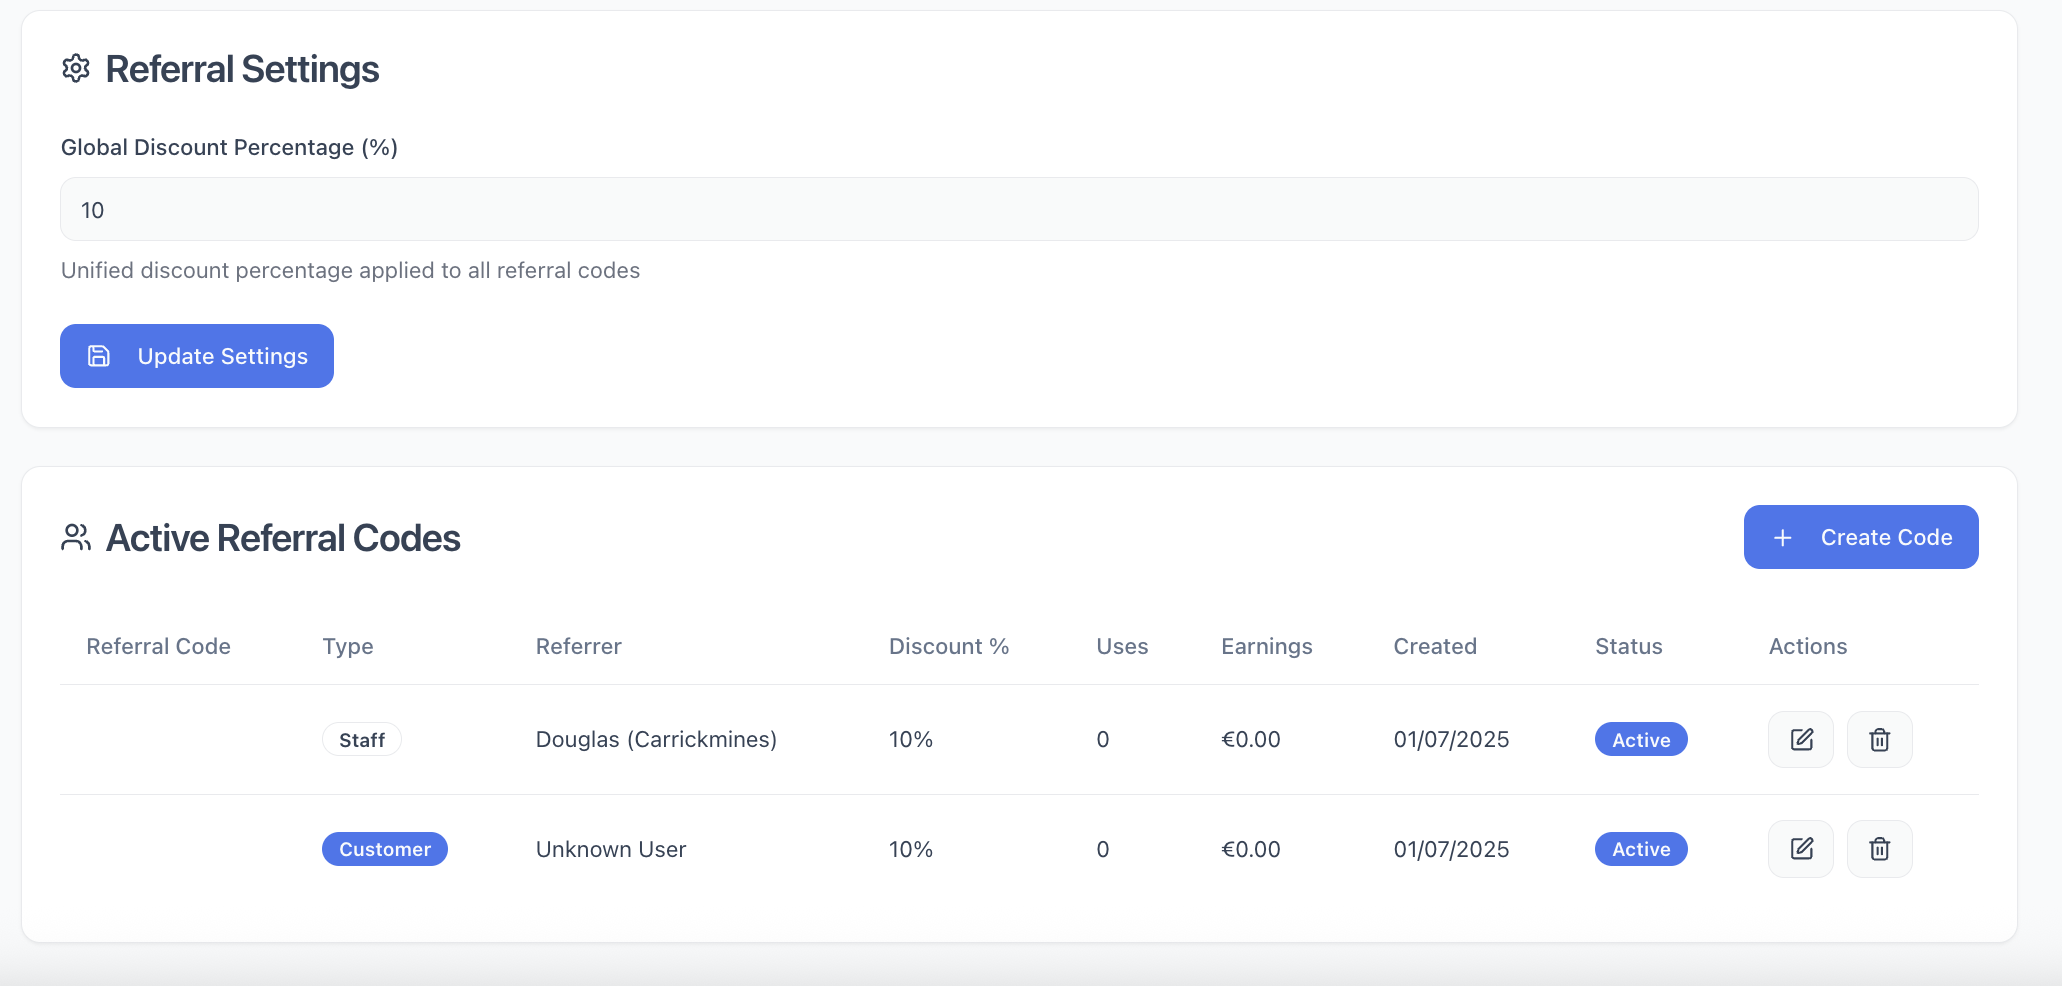 Referral Settings
Global Discount Percentage (%)
10
Unified discount percentage applied to all referral codes
Update Settings
Active Referral Codes
Create Code
Referral Code Type Referrer Discount % Uses Earnings Created Status Actions
Staff Douglas (Carrickmines) 10% 0 €0.00 01/07/2025 Active
Customer Unknown User 10% 0 €0.00 01/07/2025 Active